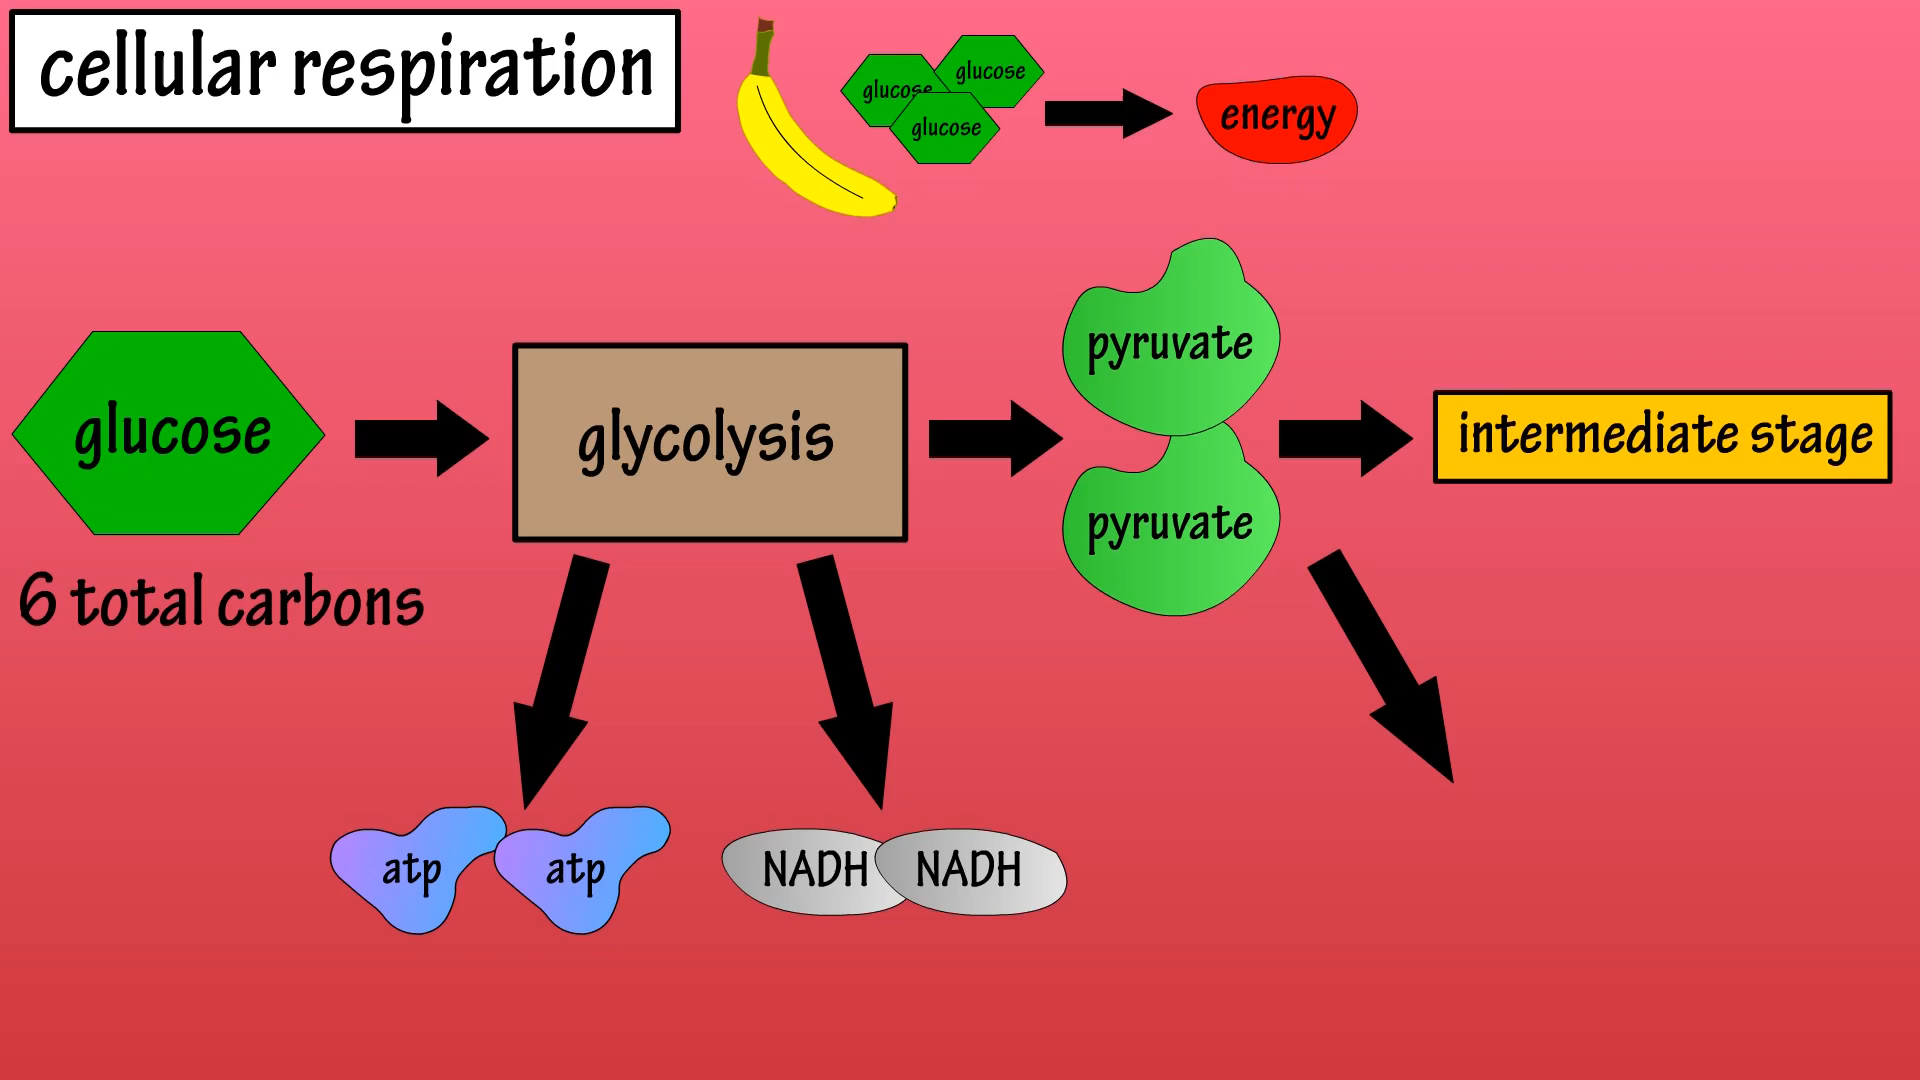 cellular respiration
glucose
glucose
glucose
energy
glucose
glycolysis
pyruvate
pyruvate
intermediate stage
6 total carbons
atp
atp
NADH
NADH